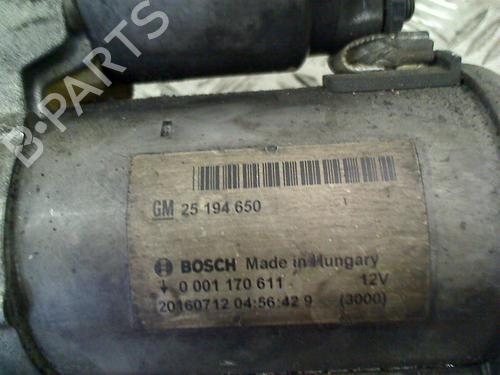 B-PARTS
GM 25 194 650
BOSCH Made in Hungary
0 001 170 611 12V
20160712 04:56:42 9 (3000)